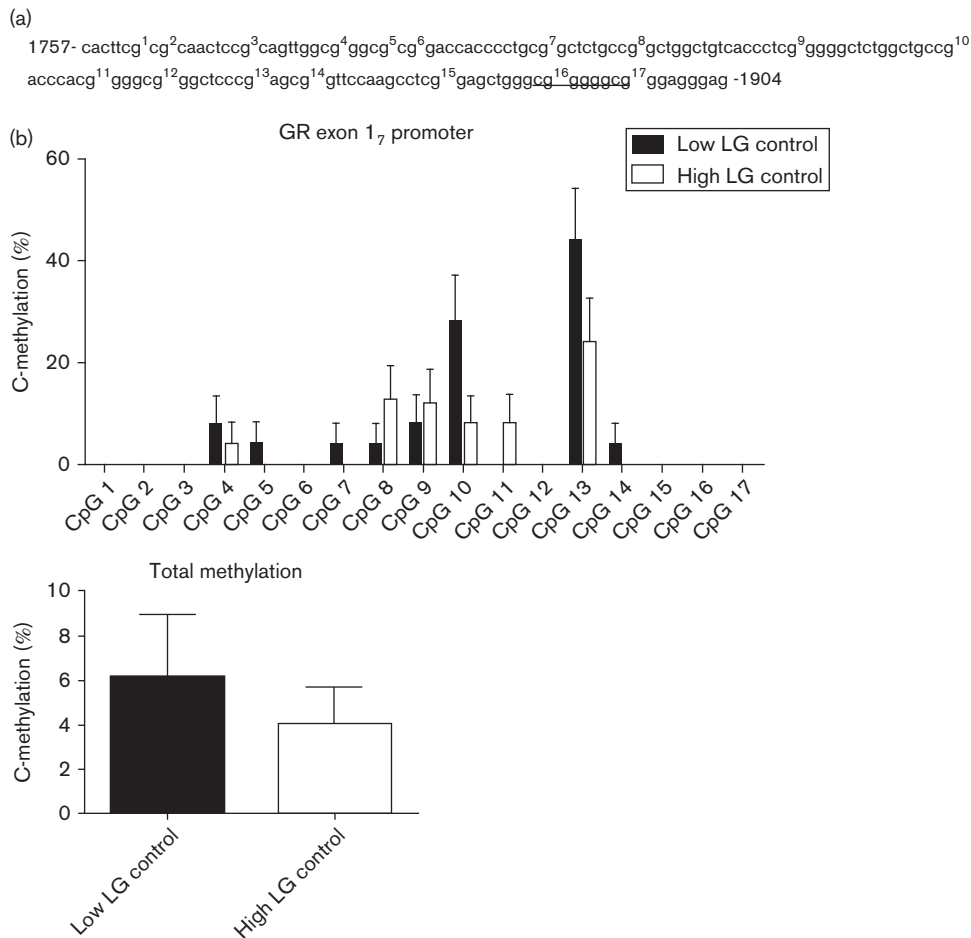 (a)
1757- cacttcg1cg2caactccg3cagttggcg4ggcg5cg6gaccacccctgcg7gctctgccg8gctggctgtcaccctcg9ggggctctggctgccg10
acccacg11gggcg12ggctcccg13agcg14gttccaagcctcg15gagctgggcg16ggggcg17ggagggag -1904
(b)
GR exon 17 promoter
Low LG control
High LG control
C-methylation (%)
60
40
20
0
CpG 1
CpG 2
CpG 3
CpG 4
CpG 5
CpG 6
CpG 7
CpG 8
CpG 9
CpG 10
CpG 11
CpG 12
CpG 13
CpG 14
CpG 15
CpG 16
CpG 17
Total methylation
C-methylation (%)
10
8
6
4
2
0
Low LG control
High LG control